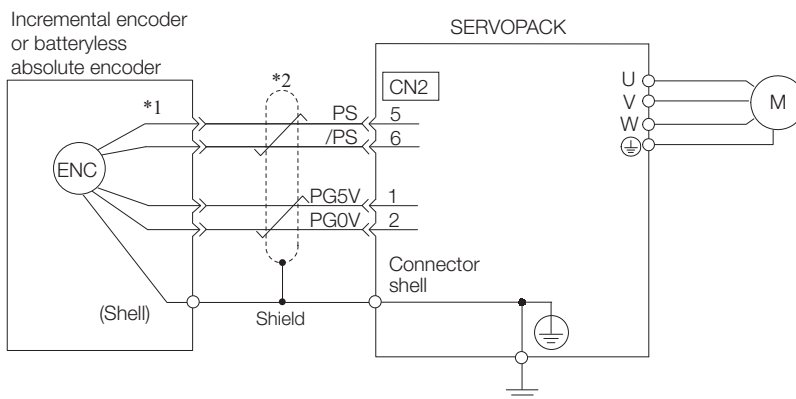 Incremental encoder
or batteryless
absolute encoder
SERVOPACK
*1
*2
CN2
PS 5
/PS 6
ENC
PG5V 1
PG0V 2
U
V
W
M
Connector
shell
(Shell)
Shield